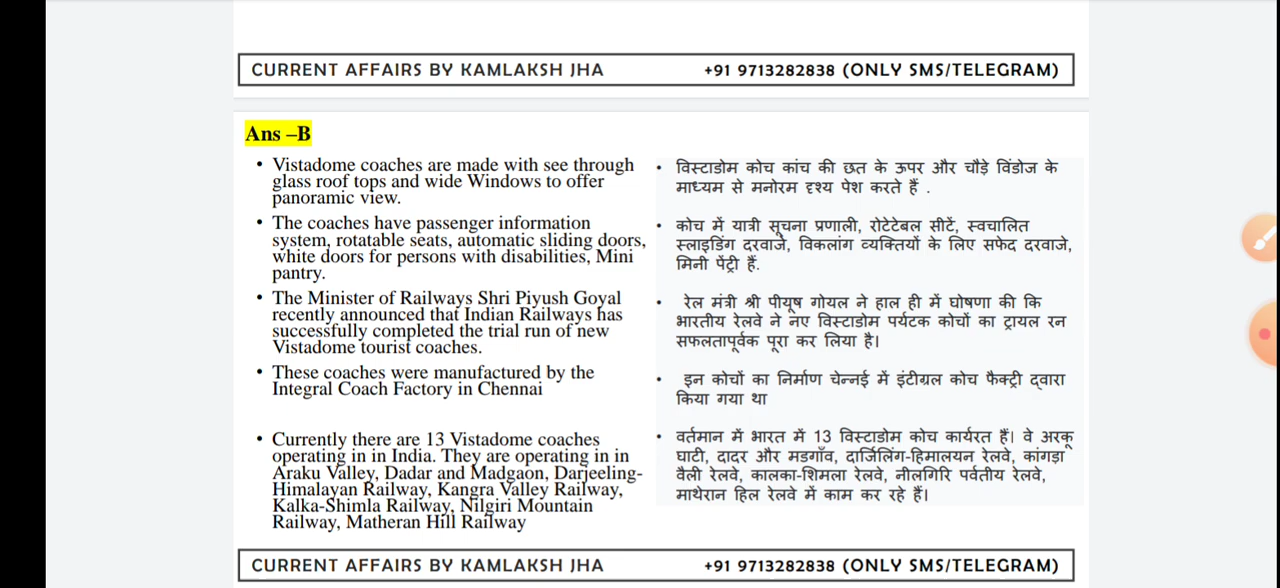 CURRENT AFFAIRS BY KAMLAKSH JHA +91 9713282838 (ONLY SMS/TELEGRAM)
Ans –B
• Vistadome coaches are made with see through
glass roof tops and wide Windows to offer
panoramic view.
• The coaches have passenger information
system, rotatable seats, automatic sliding doors,
white doors for persons with disabilities, Mini
pantry.
• The Minister of Railways Shri Piyush Goyal
recently announced that Indian Railways has
successfully completed the trial run of new
Vistadome tourist coaches.
• These coaches were manufactured by the
Integral Coach Factory in Chennai
• Currently there are 13 Vistadome coaches
operating in in India. They are operating in in
Araku Valley, Dadar and Madgaon, Darjeeling-
Himalayan Railway, Kangra Valley Railway,
Kalka-Shimla Railway, Nilgiri Mountain
Railway, Matheran Hill Railway
• विस्टाडोम कोच कांच की छत के ऊपर और चौड़े विंडोज के
माध्यम से मनोरम दृश्य पेश करते हैं .
• कोच में यात्री सूचना प्रणाली, रोटेटेबल सीटें, स्वचालित
स्लाइडिंग दरवाजे, विकलांग व्यक्तियों के लिए सफेद दरवाजे,
मिनी पेंट्री हैं.
• रेल मंत्री श्री पीयूष गोयल ने हाल ही में घोषणा की कि
भारतीय रेलवे ने नए विस्टाडोम पर्यटक कोचों का ट्रायल रन
सफलतापूर्वक पूरा कर लिया है।
• इन कोचों का निर्माण चेन्नई में इंटीग्रल कोच फैक्ट्री द्वारा
किया गया था
• वर्तमान में भारत में 13 विस्टाडोम कोच कार्यरत हैं। वे अरकू
घाटी, दादर और मडगाँव, दार्जिलिंग-हिमालयन रेलवे, कांगड़ा
वैली रेलवे, कालका-शिमला रेलवे, नीलगिरि पर्वतीय रेलवे,
माथेरान हिल रेलवे में काम कर रहे हैं।
CURRENT AFFAIRS BY KAMLAKSH JHA +91 9713282838 (ONLY SMS/TELEGRAM)